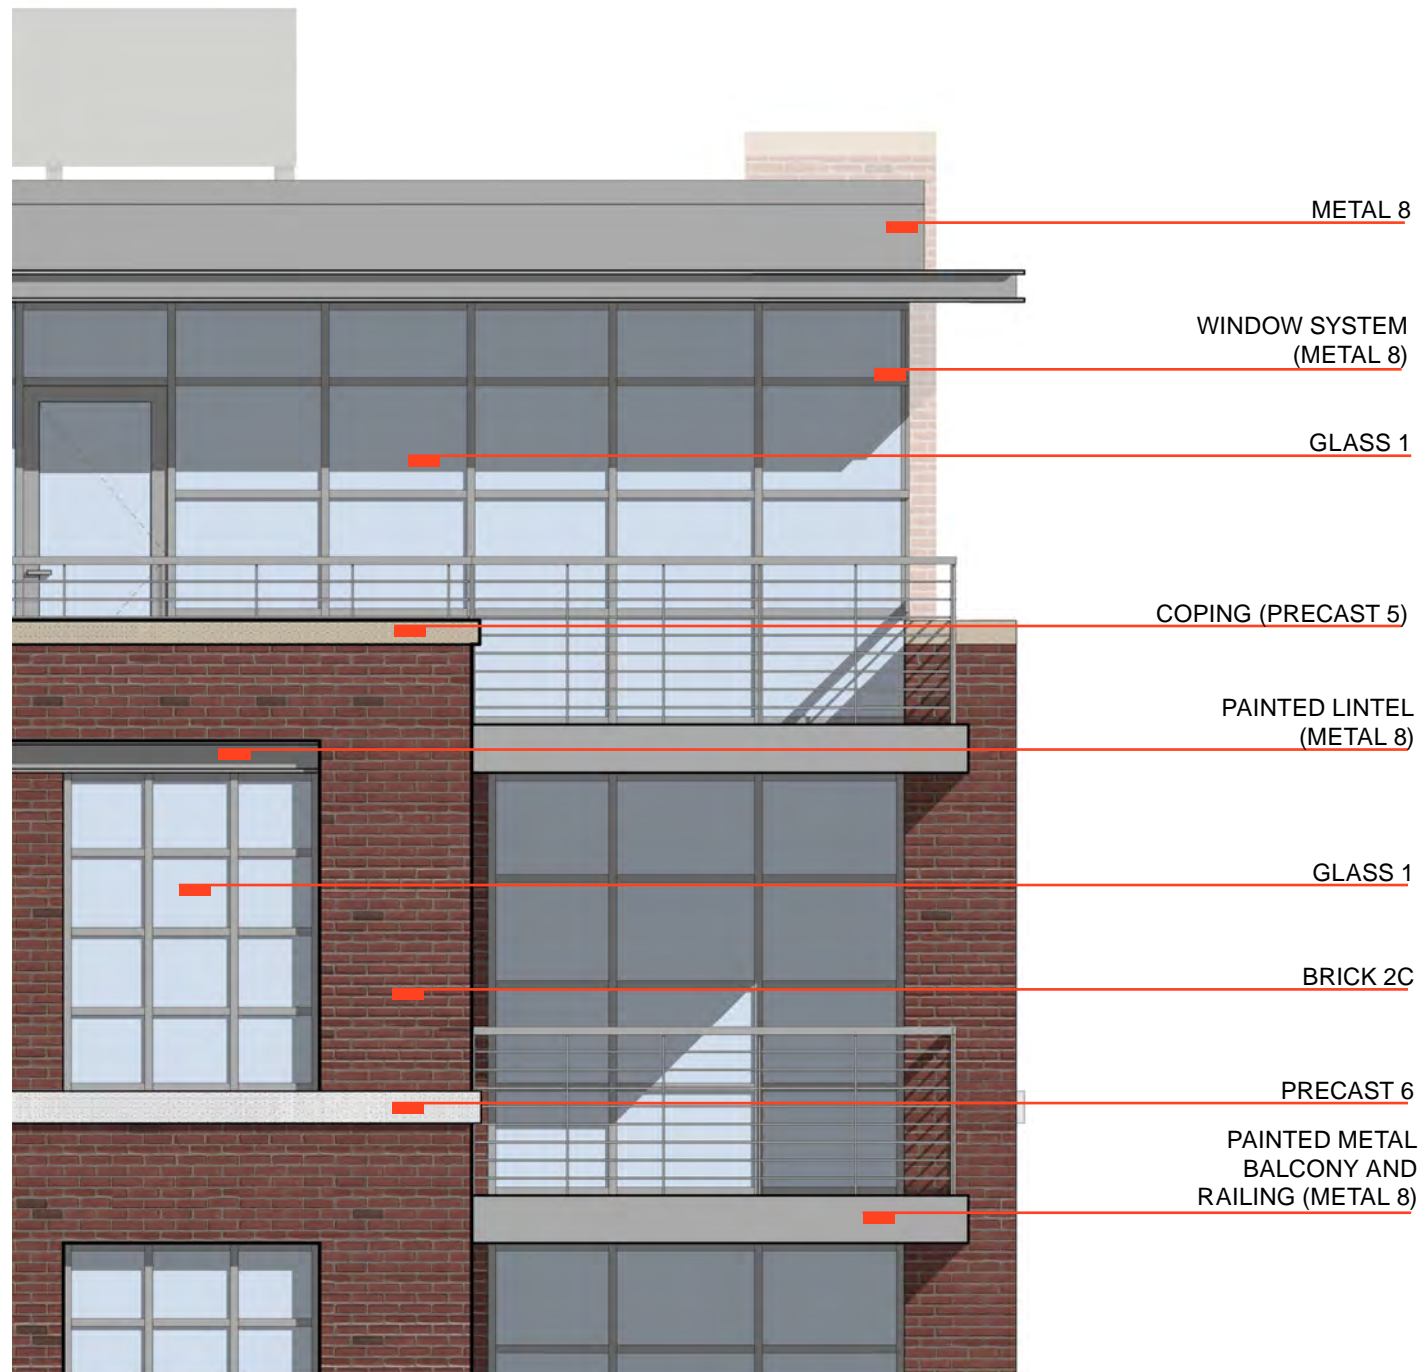 METAL 8
WINDOW SYSTEM
(METAL 8)
GLASS 1
COPING (PRECAST 5)
PAINTED LINTEL
(METAL 8)
GLASS 1
BRICK 2C
PRECAST 6
PAINTED METAL
BALCONY AND
RAILING (METAL 8)